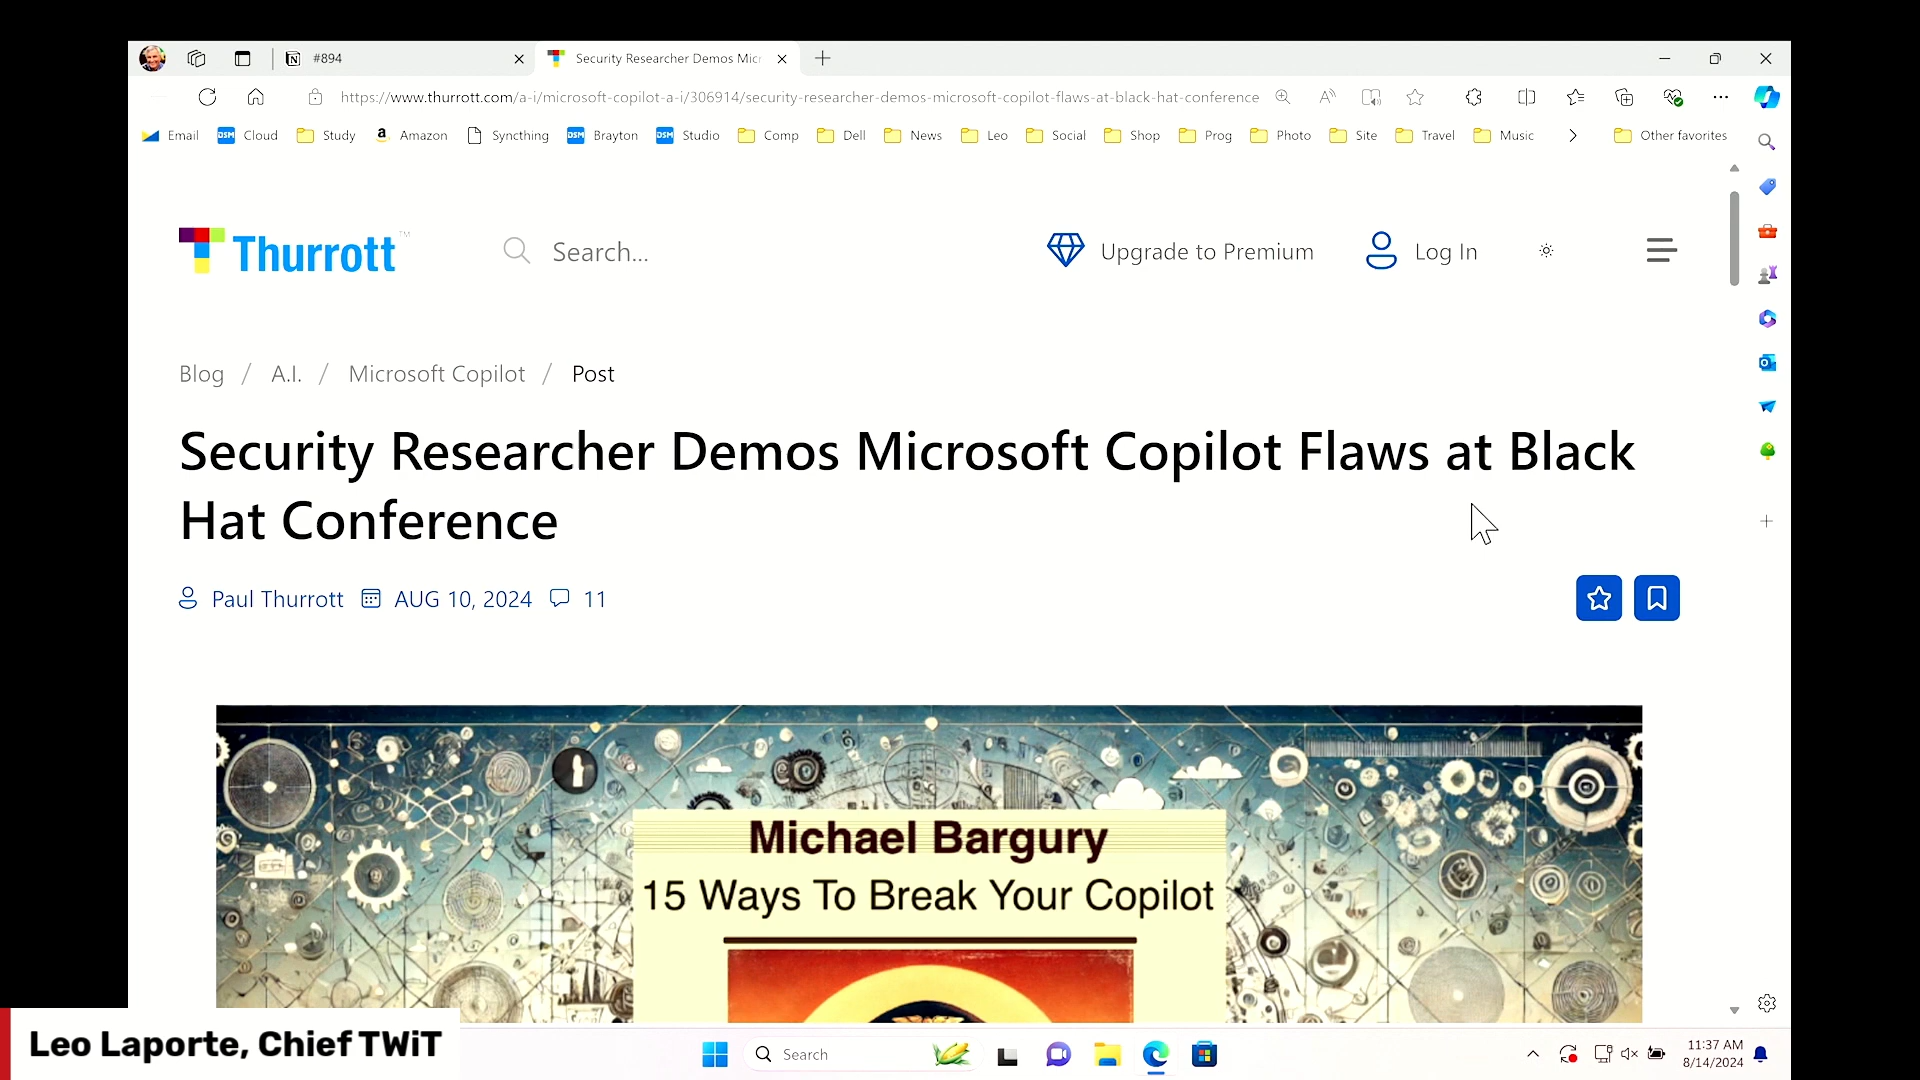 #894
Security Researcher Demos Micr
https://www.thurrott.com/a-i/microsoft-copilot-a-i/306914/security-researcher-demos-microsoft-copilot-flaws-at-black-hat-conference
Email DSM Cloud Study a Amazon Syncthing DSM Brayton DSM Studio Comp Dell News Leo Social Shop Prog Photo Site Travel Music Other favorites
Thurrott™ Search... Upgrade to Premium Log In
Blog / A.I. / Microsoft Copilot / Post
Security Researcher Demos Microsoft Copilot Flaws at Black
Hat Conference
Paul Thurrott AUG 10, 2024 11
Michael Bargury
15 Ways To Break Your Copilot
Leo Laporte, Chief TWiT
Search
11:37 AM
8/14/2024